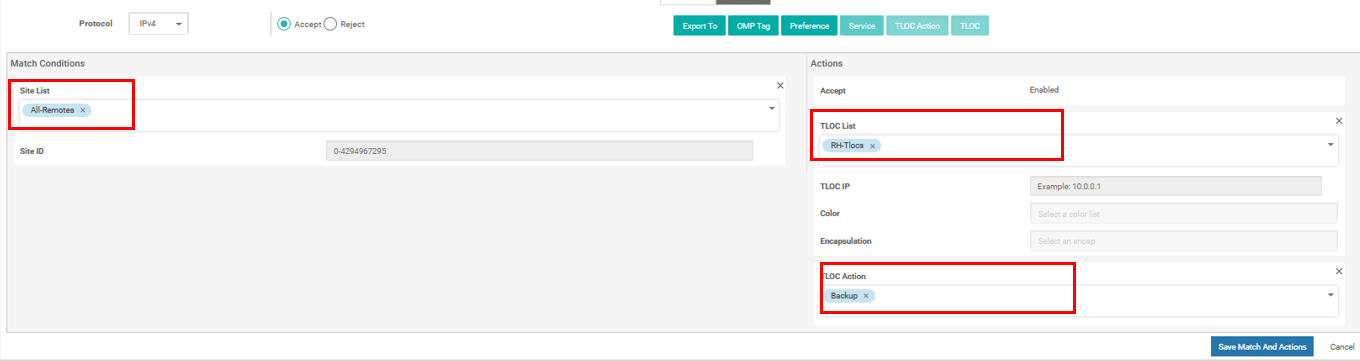 Protocol IPv4 Accept Reject Export To OMP Tag Preference Service TLOC Action TLOC
Match Conditions
Site List
All-Remotes
Site ID 0-4294967295
Actions
Accept Enabled
TLOC List
RH-Tlocs
TLOC IP Example: 10.0.0.1
Color Select a color list
Encapsulation Select an encap
TLOC Action
Backup
Save Match And Actions Cancel